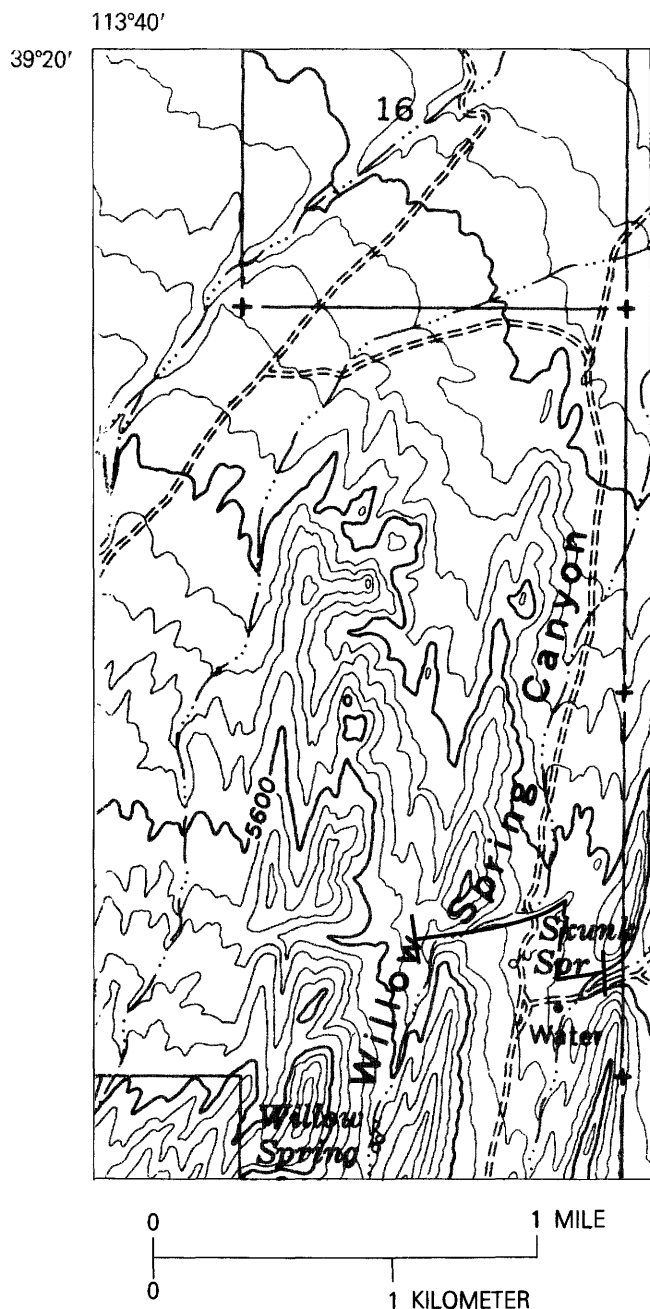 113°40'
39°20'
16
Willow Spring Canyon
5600
Skunk
Spr
Water
Willow
Spring
0 1 MILE
0 1 KILOMETER